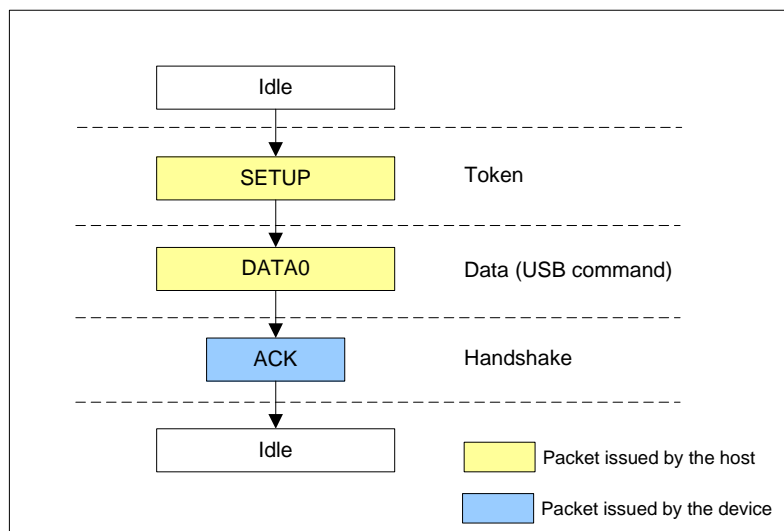 Idle
SETUP
Token
DATA0
Data (USB command)
ACK
Handshake
Idle
Packet issued by the host
Packet issued by the device